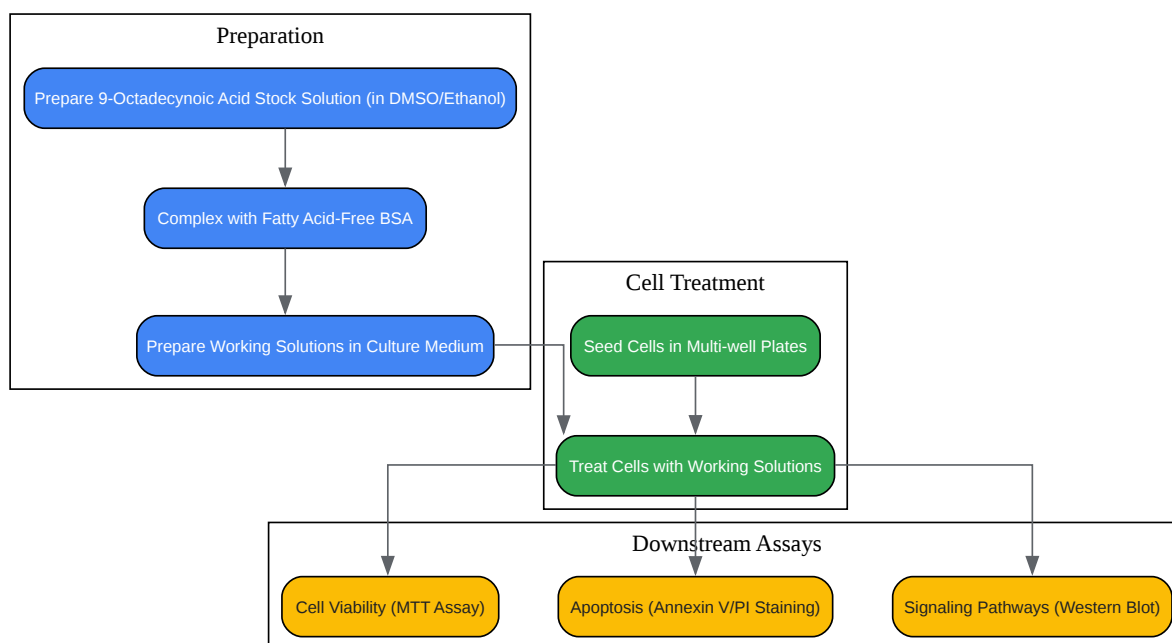 Preparation
Prepare 9-Octadecynoic Acid Stock Solution (in DMSO/Ethanol)
Complex with Fatty Acid-Free BSA
Prepare Working Solutions in Culture Medium
Cell Treatment
Seed Cells in Multi-well Plates
Treat Cells with Working Solutions
Downstream Assays
Cell Viability (MTT Assay)
Apoptosis (Annexin V/PI Staining)
Signaling Pathways (Western Blot)